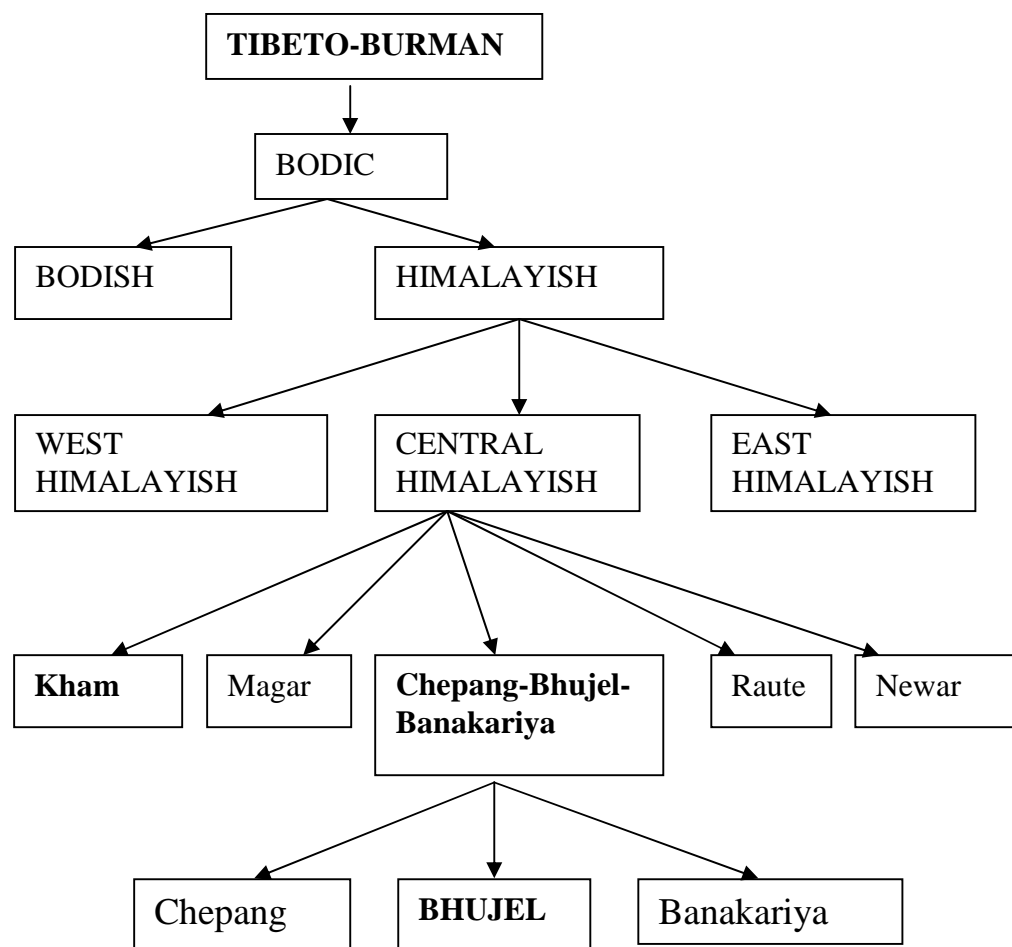 TIBETO-BURMAN
BODIC
BODISH
HIMALAYISH
WEST
HIMALAYISH
CENTRAL
HIMALAYISH
EAST
HIMALAYISH
Kham
Magar
Chepang-Bhujel-
Banakariya
Raute
Newar
Chepang
BHUJEL
Banakariya